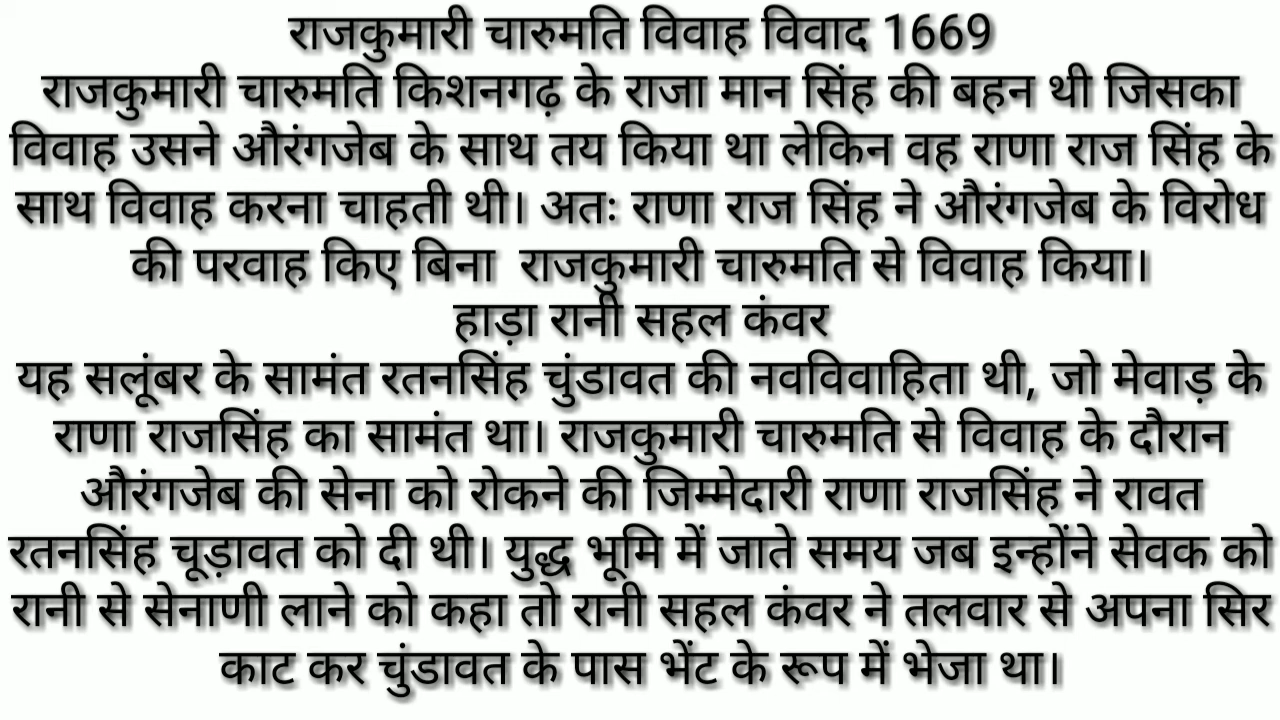 राजकुमारी चारुमति विवाह विवाद 1669
राजकुमारी चारुमति किशनगढ़ के राजा मान सिंह की बहन थी जिसका
विवाह उसने औरंगजेब के साथ तय किया था लेकिन वह राणा राज सिंह के
साथ विवाह करना चाहती थी। अतः राणा राज सिंह ने औरंगजेब के विरोध
की परवाह किए बिना  राजकुमारी चारुमति से विवाह किया।
हाड़ा रानी सहल कंवर
यह सलूंबर के सामंत रतनसिंह चुंडावत की नवविवाहिता थी, जो मेवाड़ के
राणा राजसिंह का सामंत था। राजकुमारी चारुमति से विवाह के दौरान
औरंगजेब की सेना को रोकने की जिम्मेदारी राणा राजसिंह ने रावत
रतनसिंह चूड़ावत को दी थी। युद्ध भूमि में जाते समय जब इन्होंने सेवक को
रानी से सेनाणी लाने को कहा तो रानी सहल कंवर ने तलवार से अपना सिर
काट कर चुंडावत के पास भेंट के रूप में भेजा था।